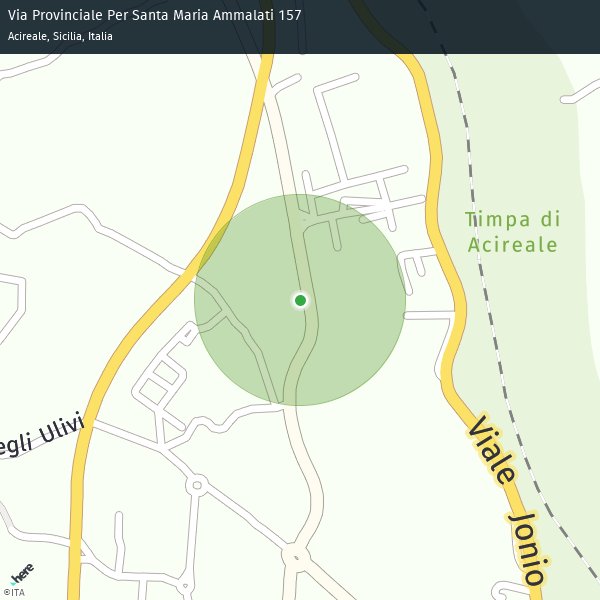 Via Provinciale Per Santa Maria Ammalati 157
Acireale, Sicilia, Italia
Timpa di
Acireale
egli Ulivi
Viale Jonio
here
©ITA